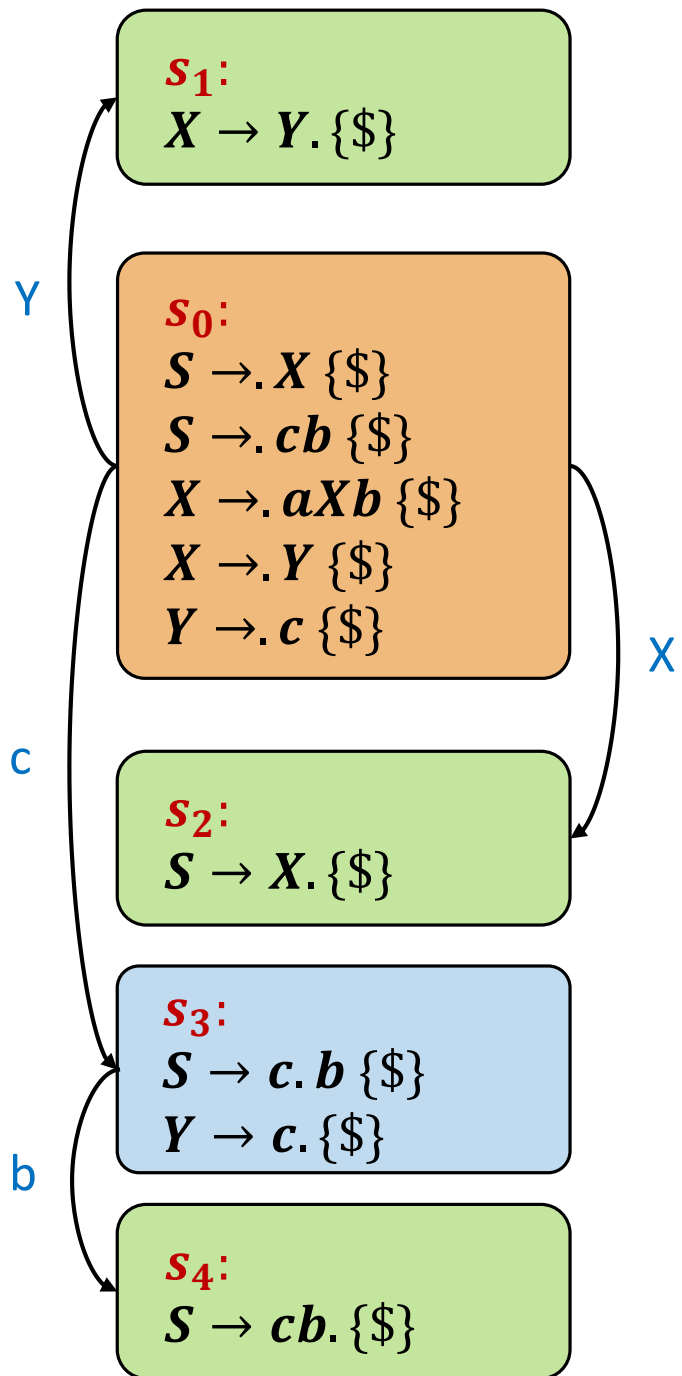 s₁:
X → Y. {$}
Y
s₀:
S →. X {$}
S →. cb {$}
X →. aXb {$}
X →. Y {$}
Y →. c {$}
X
c
s₂:
S → X. {$}
s₃:
S → c. b {$}
Y → c. {$}
b
s₄:
S → cb. {$}